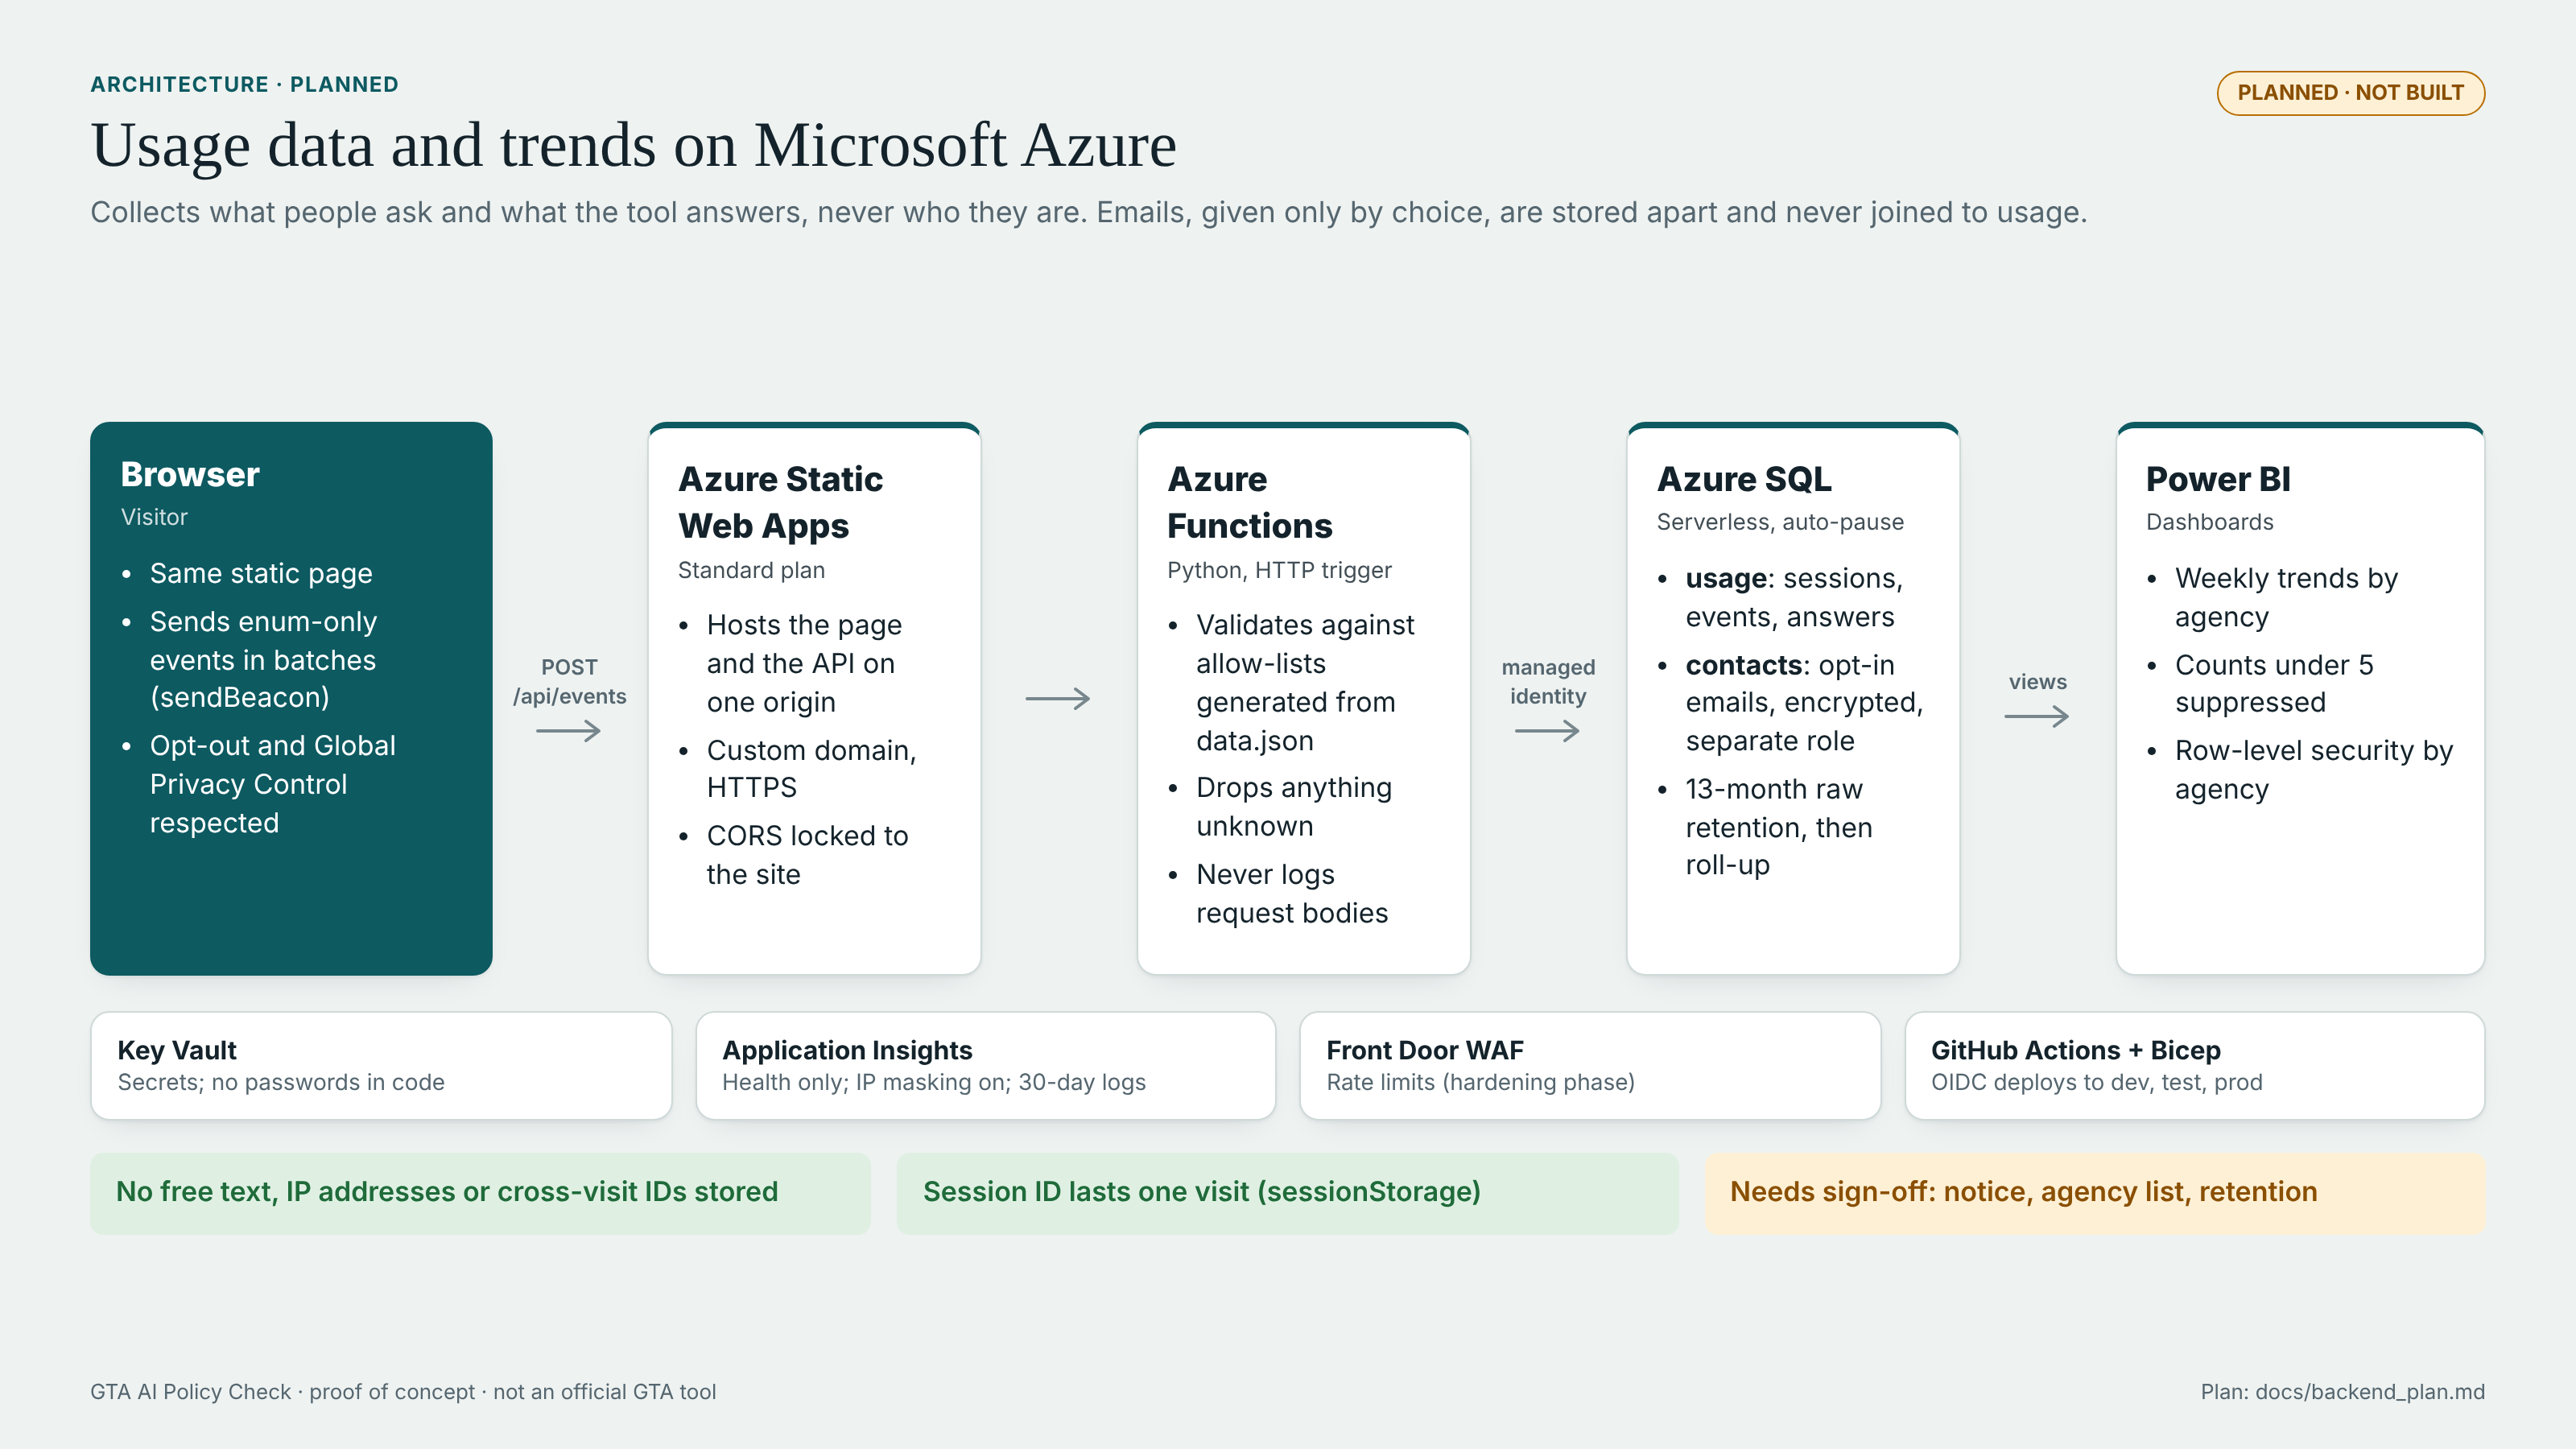 ARCHITECTURE · PLANNED
PLANNED · NOT BUILT
Usage data and trends on Microsoft Azure
Collects what people ask and what the tool answers, never who they are. Emails, given only by choice, are stored apart and never joined to usage.
Browser
Visitor
• Same static page
• Sends enum-only
events in batches
(sendBeacon)
• Opt-out and Global
Privacy Control
respected
POST
/api/events
Azure Static
Web Apps
Standard plan
• Hosts the page
and the API on
one origin
• Custom domain,
HTTPS
• CORS locked to
the site
Azure
Functions
Python, HTTP trigger
• Validates against
allow-lists
generated from
data.json
• Drops anything
unknown
• Never logs
request bodies
managed
identity
Azure SQL
Serverless, auto-pause
• usage: sessions,
events, answers
• contacts: opt-in
emails, encrypted,
separate role
• 13-month raw
retention, then
roll-up
views
Power BI
Dashboards
• Weekly trends by
agency
• Counts under 5
suppressed
• Row-level security by
agency
Key Vault
Secrets; no passwords in code
Application Insights
Health only; IP masking on; 30-day logs
Front Door WAF
Rate limits (hardening phase)
GitHub Actions + Bicep
OIDC deploys to dev, test, prod
No free text, IP addresses or cross-visit IDs stored
Session ID lasts one visit (sessionStorage)
Needs sign-off: notice, agency list, retention
GTA AI Policy Check · proof of concept · not an official GTA tool
Plan: docs/backend_plan.md